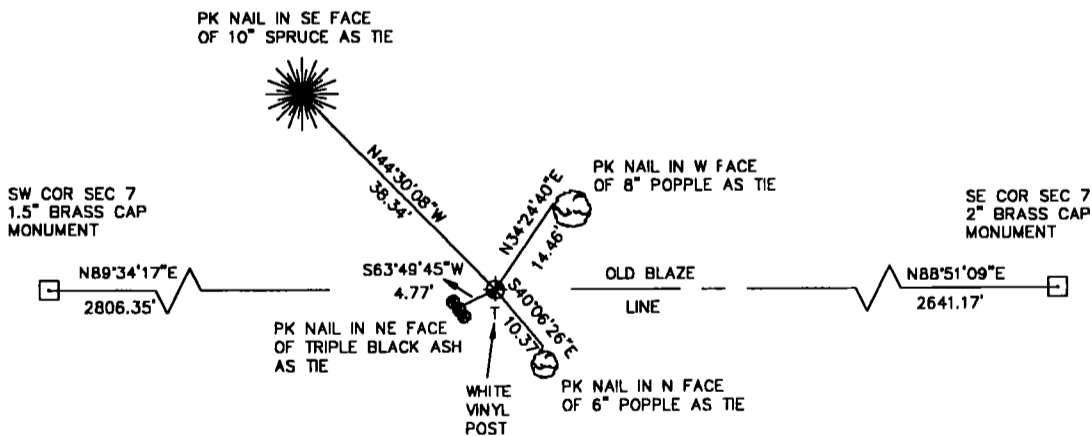 PK NAIL IN SE FACE
OF 10" SPRUCE AS TIE
N44°30'08"W
38.34'
PK NAIL IN W FACE
OF 8" POPPLE AS TIE
N34°24'40"E
14.46'
SW COR SEC 7
1.5" BRASS CAP
MONUMENT
SE COR SEC 7
2" BRASS CAP
MONUMENT
N89°34'17"E
2806.35'
S63°49'45"W
4.77'
OLD BLAZE
LINE
N88°51'09"E
2641.17'
S40°06'26"E
10.37'
PK NAIL IN NE FACE
OF TRIPLE BLACK ASH
AS TIE
T
WHITE
VINYL
POST
PK NAIL IN N FACE
OF 6" POPPLE AS TIE